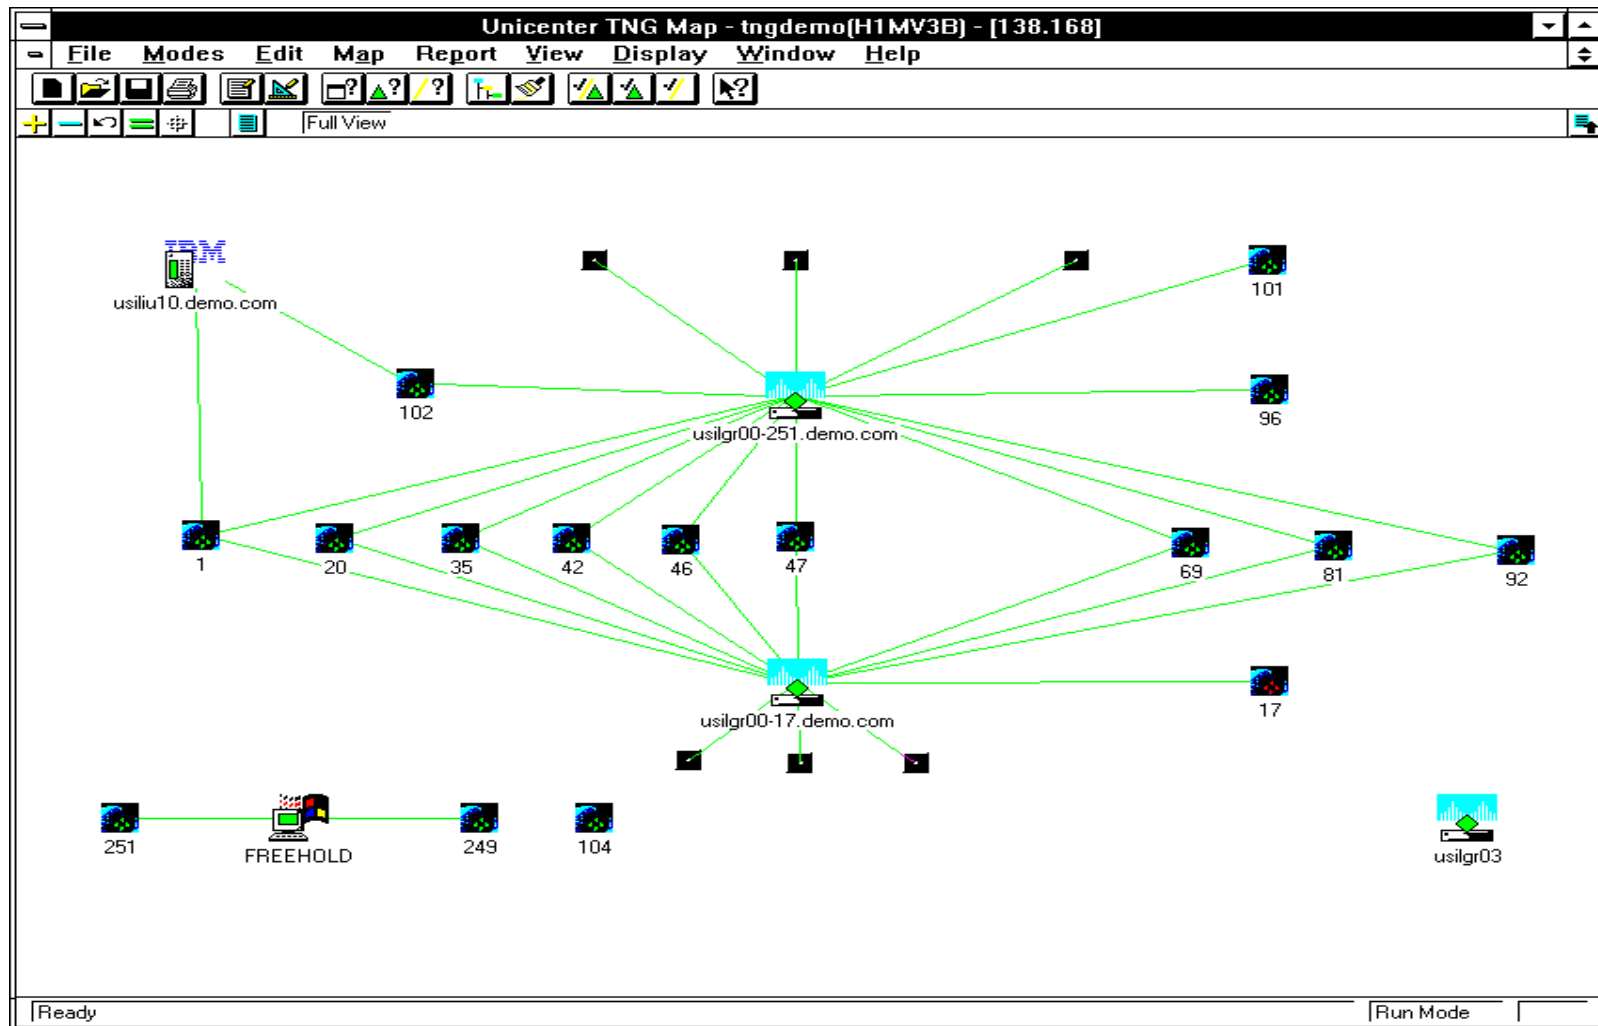 Unicenter TNG Map - tngdemo(H1MV3B) - [138.168]
File Modes Edit Map Report View Display Window Help
Full View
IBM
usiliu10.demo.com
101
102
96
usilgr00-251.demo.com
1 20 35 42 46 47 69 81 92
17
usilgr00-17.demo.com
251 FREEHOLD 249 104 usilgr03
Ready Run Mode